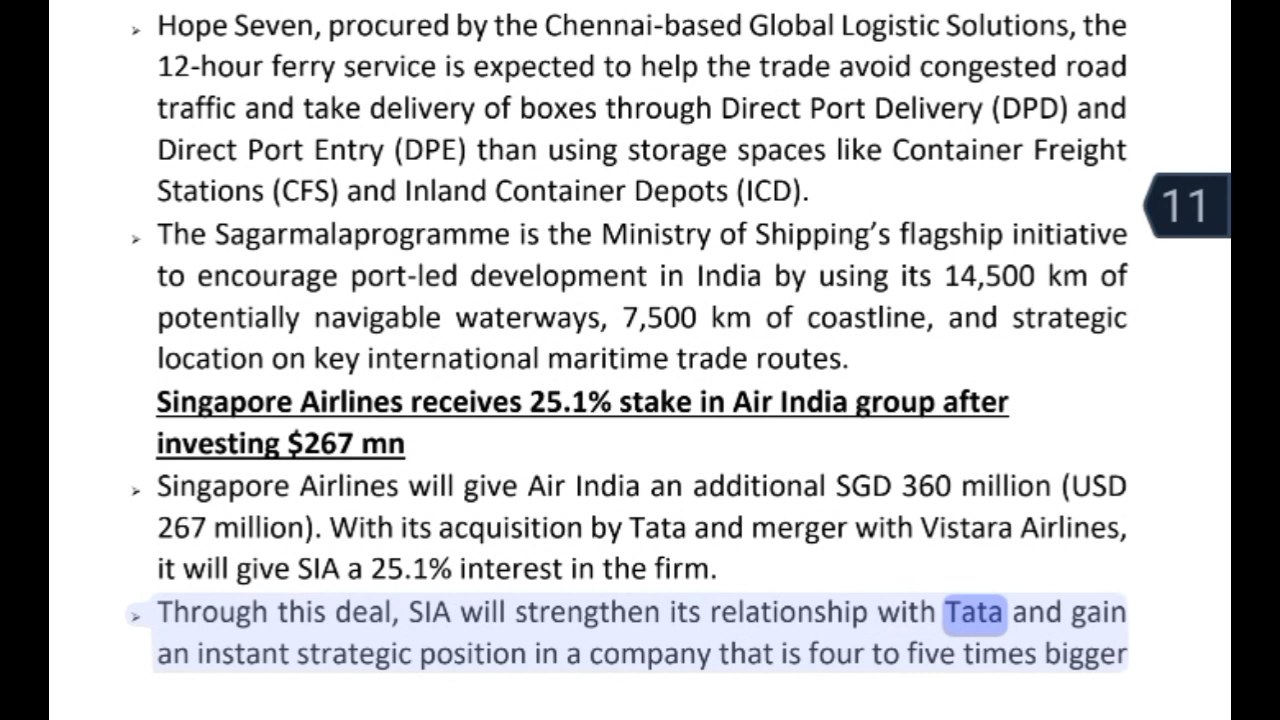 ➢ Hope Seven, procured by the Chennai-based Global Logistic Solutions, the
12-hour ferry service is expected to help the trade avoid congested road
traffic and take delivery of boxes through Direct Port Delivery (DPD) and
Direct Port Entry (DPE) than using storage spaces like Container Freight
Stations (CFS) and Inland Container Depots (ICD).
11
➢ The Sagarmalaprogramme is the Ministry of Shipping’s flagship initiative
to encourage port-led development in India by using its 14,500 km of
potentially navigable waterways, 7,500 km of coastline, and strategic
location on key international maritime trade routes.
Singapore Airlines receives 25.1% stake in Air India group after
investing $267 mn
➢ Singapore Airlines will give Air India an additional SGD 360 million (USD
267 million). With its acquisition by Tata and merger with Vistara Airlines,
it will give SIA a 25.1% interest in the firm.
➢ Through this deal, SIA will strengthen its relationship with Tata and gain
an instant strategic position in a company that is four to five times bigger